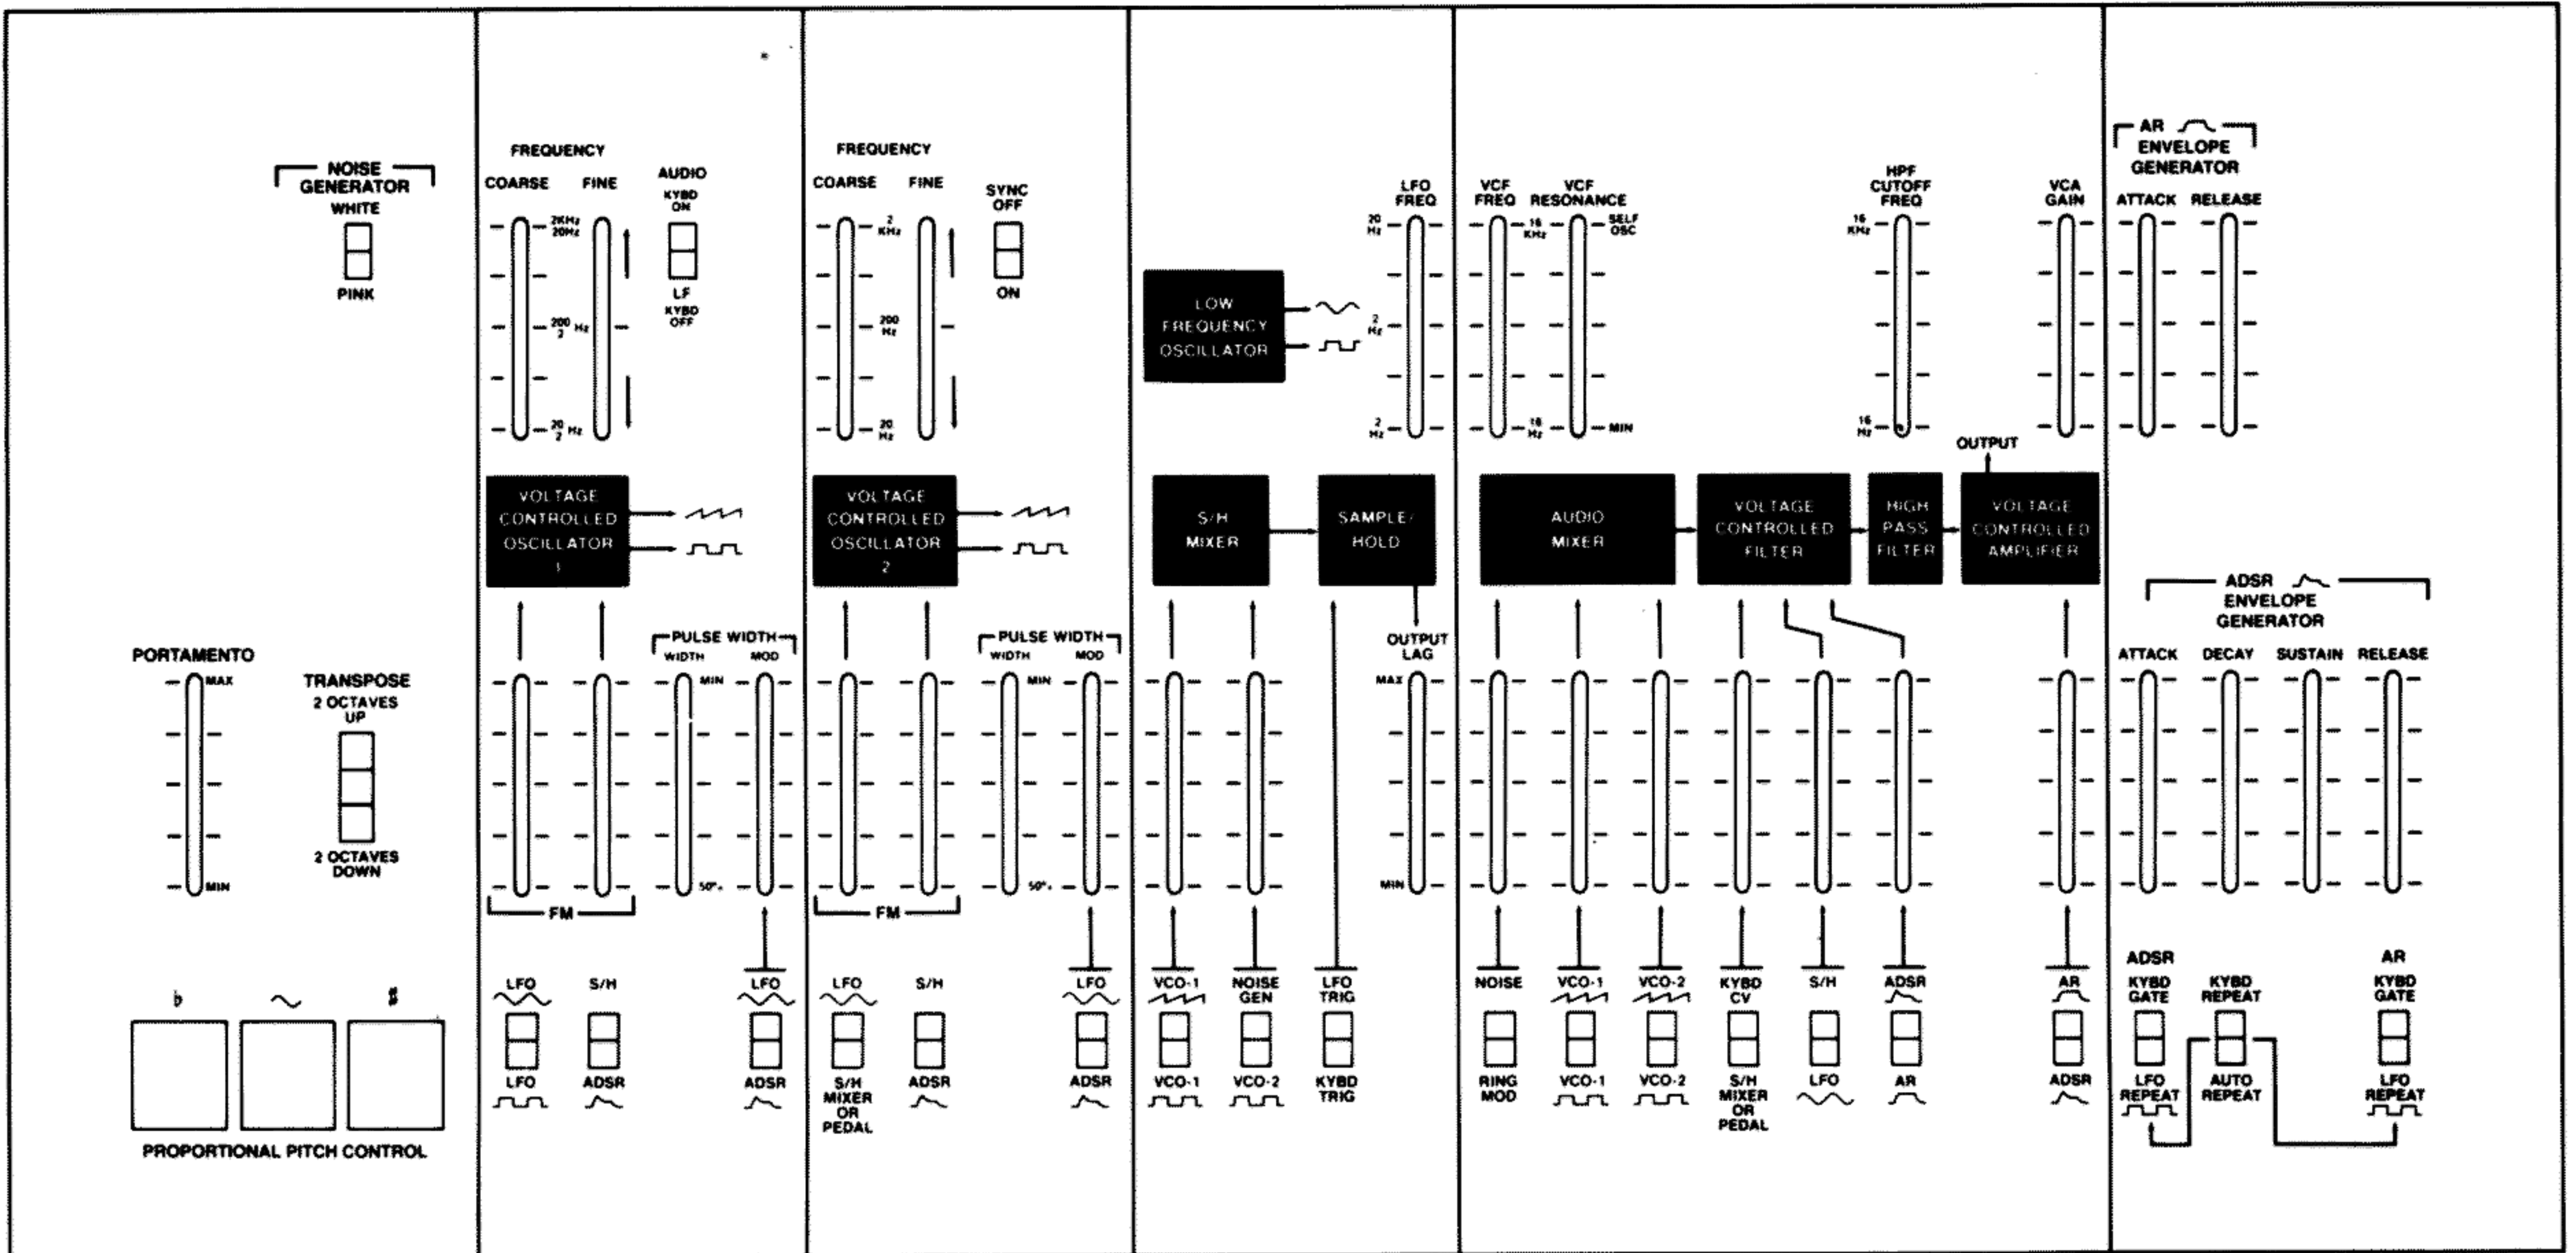 NOISE
GENERATOR
WHITE
PINK
PORTAMENTO
MAX
MIN
TRANSPOSE
2 OCTAVES
UP
2 OCTAVES
DOWN
♭
♯
PROPORTIONAL PITCH CONTROL
FREQUENCY
COARSE FINE
2KHz
20Hz
200
2 Hz
20
2 Hz
AUDIO
KYBD
ON
LF
KYBD
OFF
VOLTAGE
CONTROLLED
OSCILLATOR
1
PULSE WIDTH
WIDTH MOD
MIN
50%
FM
LFO S/H LFO
LFO ADSR ADSR
FREQUENCY
COARSE FINE
2
KHz
200
Hz
20
Hz
SYNC
OFF
ON
VOLTAGE
CONTROLLED
OSCILLATOR
2
PULSE WIDTH
WIDTH MOD
MIN
50%
FM
LFO S/H LFO
S/H
MIXER
OR
PEDAL
ADSR ADSR
LOW
FREQUENCY
OSCILLATOR
LFO
FREQ
20
Hz
2
Hz
2
Hz
S/H
MIXER
SAMPLE/
HOLD
OUTPUT
LAG
MAX
MIN
VCO-1
NOISE
GEN
LFO
TRIG
VCO-1 VCO-2
KYBD
TRIG
VCF
FREQ
16
KHz
16
Hz
VCF
RESONANCE
SELF
OSC
MIN
HPF
CUTOFF
FREQ
16
KHz
16
Hz
VCA
GAIN
OUTPUT
AUDIO
MIXER
VOLTAGE
CONTROLLED
FILTER
HIGH
PASS
FILTER
VOLTAGE
CONTROLLED
AMPLIFIER
NOISE VCO-1 VCO-2
KYBD
CV
S/H ADSR AR
RING
MOD
VCO-1 VCO-2
S/H
MIXER
OR
PEDAL
LFO AR ADSR
AR
ENVELOPE
GENERATOR
ATTACK RELEASE
ADSR
ENVELOPE
GENERATOR
ATTACK DECAY SUSTAIN RELEASE
ADSR
KYBD
GATE
LFO
REPEAT
KYBD
REPEAT
AUTO
REPEAT
AR
KYBD
GATE
LFO
REPEAT